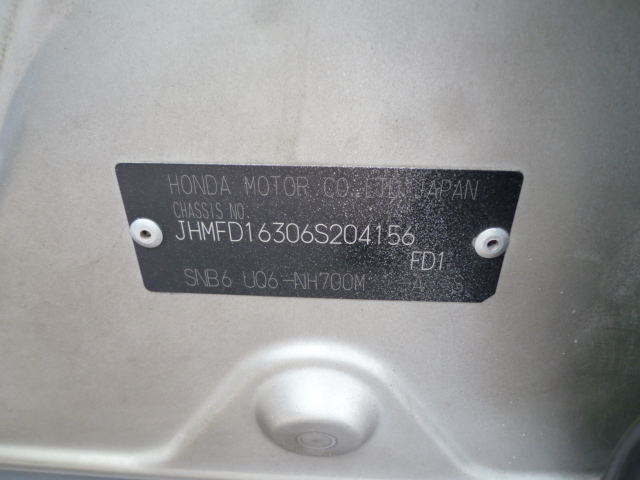 HONDA MOTOR CO.,LTD. JAPAN
CHASSIS NO.
JHMFD16306S204156
FD1
SNB6 UQ6-NH700M A S